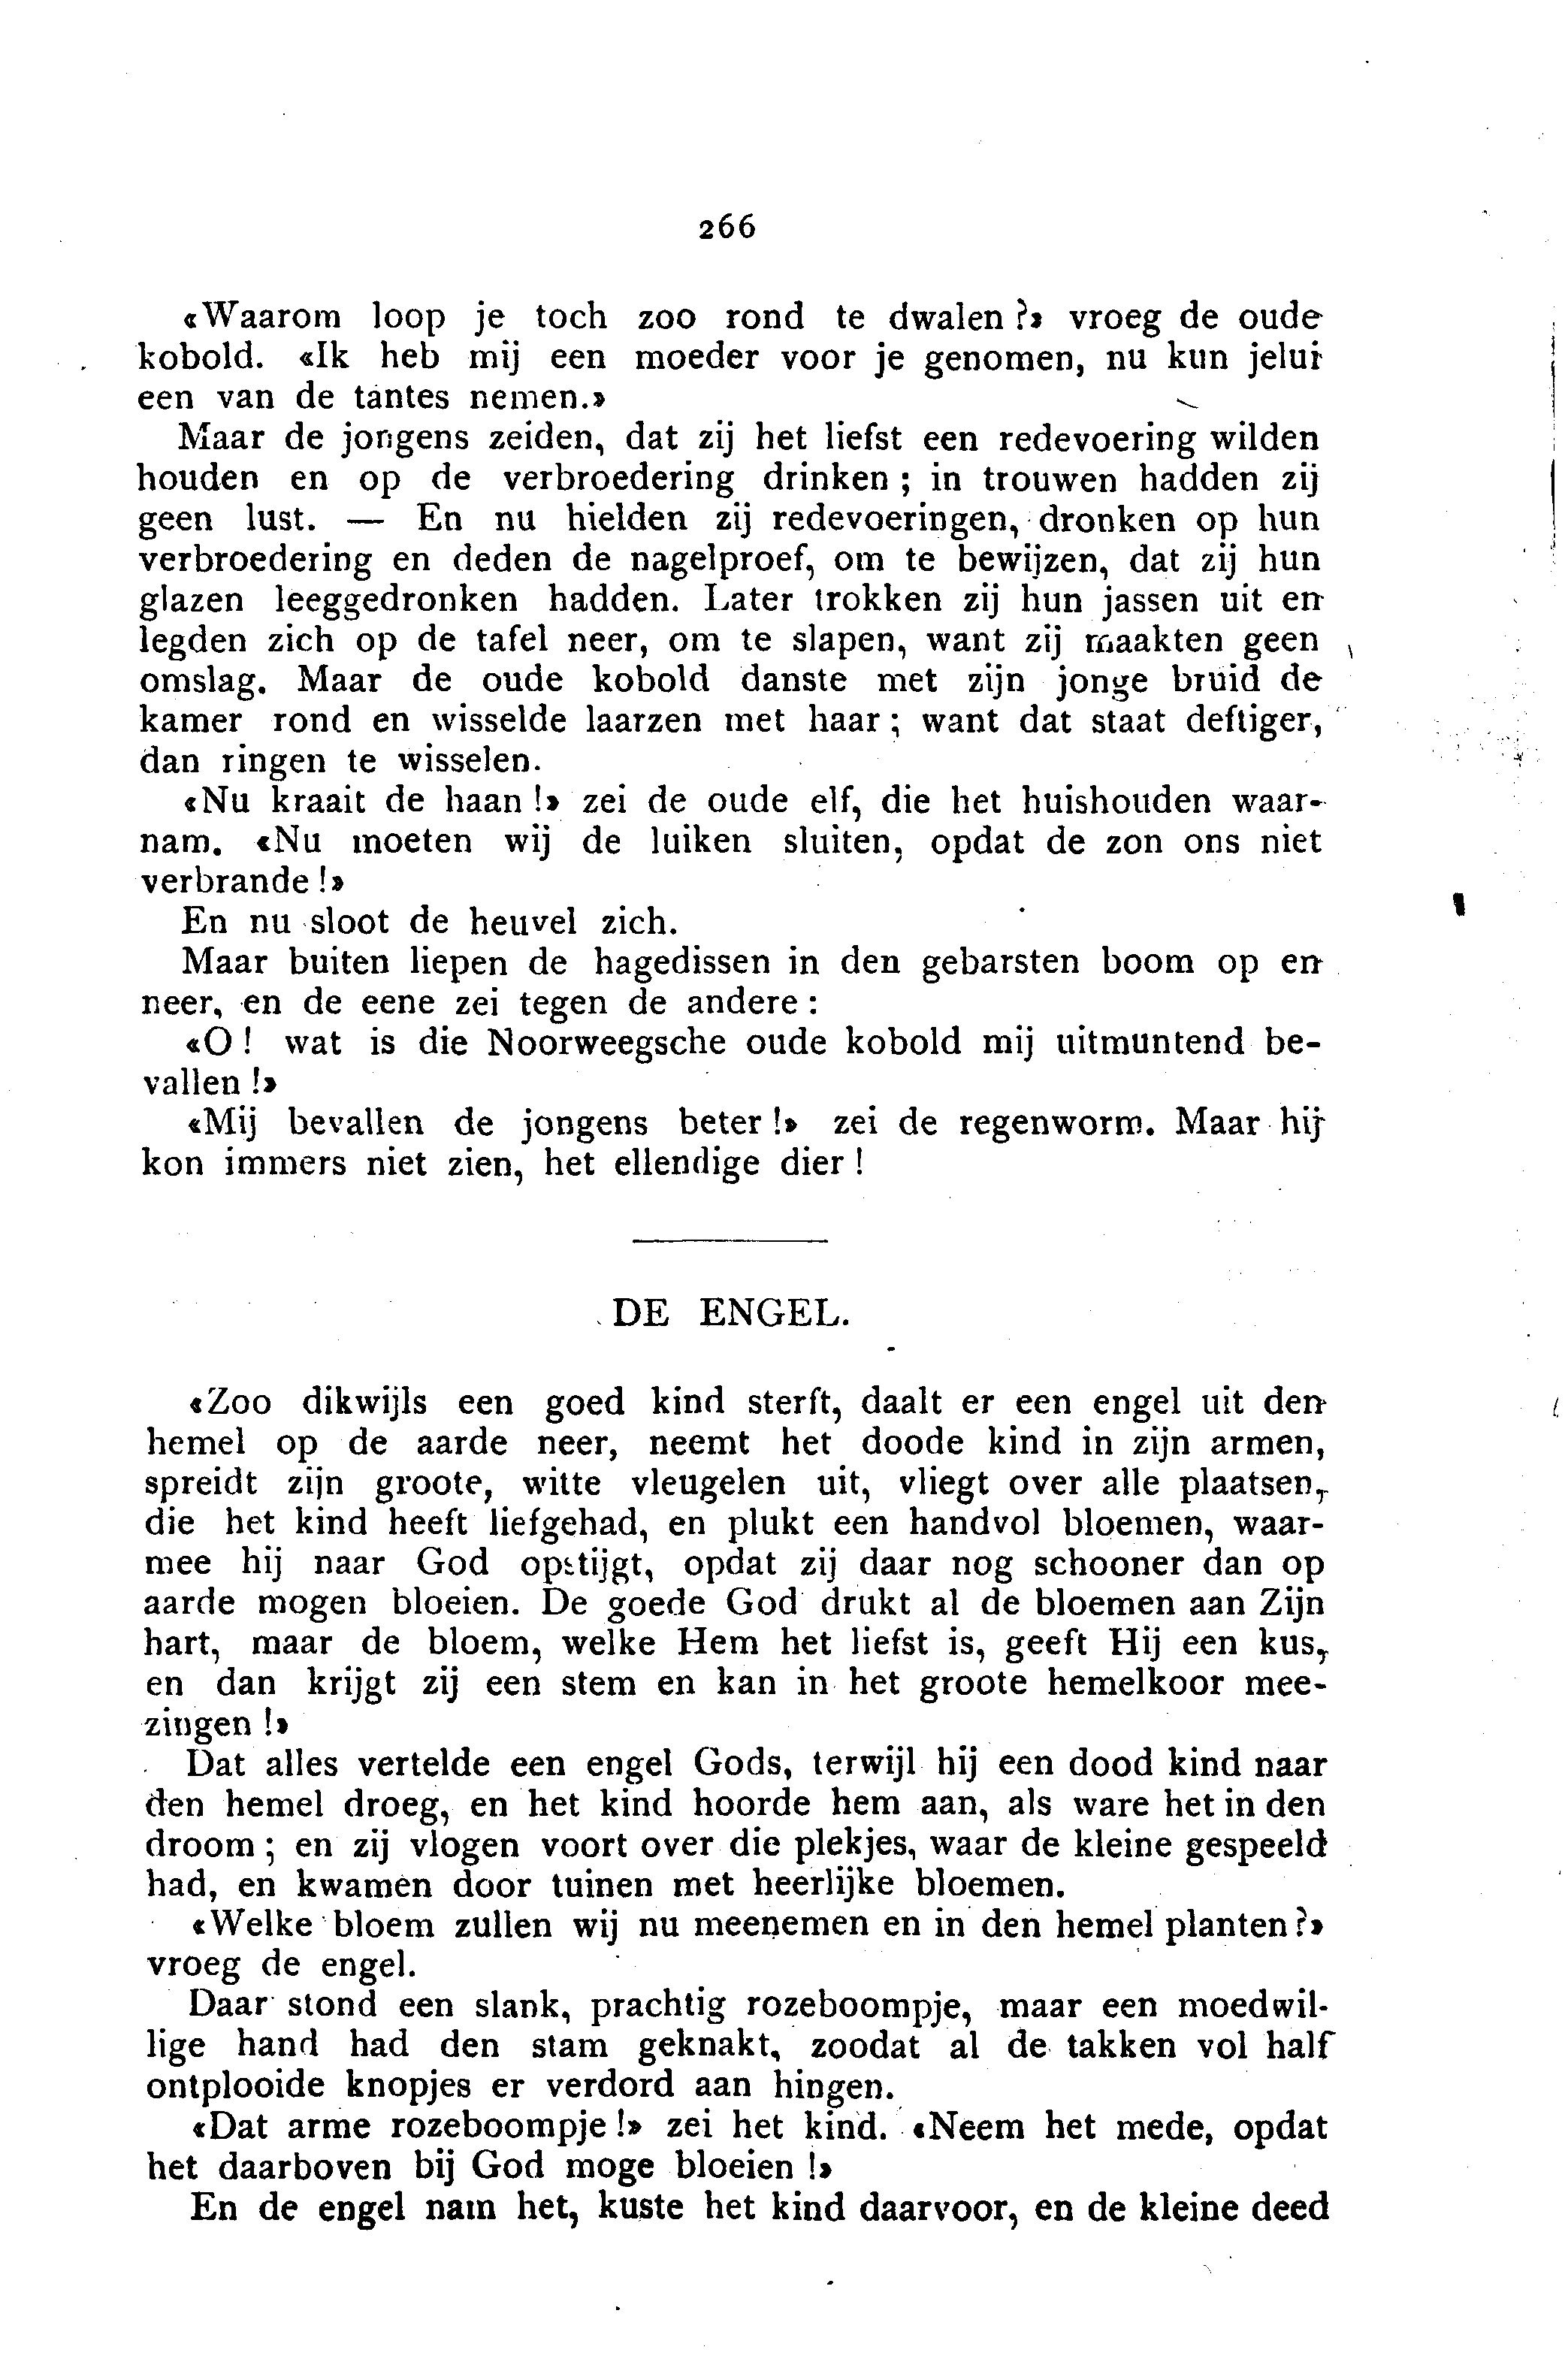 266
«Waarom loop je toch zoo rond te dwalen?» vroeg de oude
kobold. «Ik heb mij een moeder voor je genomen, nu kun jelui
een van de tantes nemen.»
Maar de jongens zeiden, dat zij het liefst een redevoering wilden
houden en op de verbroedering drinken; in trouwen hadden zij
geen lust. — En nu hielden zij redevoeringen, dronken op hun
verbroedering en deden de nagelproef, om te bewijzen, dat zij hun
glazen leeggedronken hadden. Later trokken zij hun jassen uit en
legden zich op de tafel neer, om te slapen, want zij maakten geen
omslag. Maar de oude kobold danste met zijn jonge bruid de
kamer rond en wisselde laarzen met haar; want dat staat deftiger,
dan ringen te wisselen.
«Nu kraait de haan!» zei de oude elf, die het huishouden waar-
nam. «Nu moeten wij de luiken sluiten, opdat de zon ons niet
verbrande!»
En nu sloot de heuvel zich.
Maar buiten liepen de hagedissen in den gebarsten boom op en
neer, en de eene zei tegen de andere:
«O! wat is die Noorweegsche oude kobold mij uitmuntend be-
vallen!»
«Mij bevallen de jongens beter!» zei de regenworm. Maar hij
kon immers niet zien, het ellendige dier!
DE ENGEL.
«Zoo dikwijls een goed kind sterft, daalt er een engel uit den
hemel op de aarde neer, neemt het doode kind in zijn armen,
spreidt zijn groote, witte vleugelen uit, vliegt over alle plaatsen,
die het kind heeft liefgehad, en plukt een handvol bloemen, waar-
mee hij naar God opstijgt, opdat zij daar nog schooner dan op
aarde mogen bloeien. De goede God drukt al de bloemen aan Zijn
hart, maar de bloem, welke Hem het liefst is, geeft Hij een kus,
en dan krijgt zij een stem en kan in het groote hemelkoor mee-
zingen!»
Dat alles vertelde een engel Gods, terwijl hij een dood kind naar
den hemel droeg, en het kind hoorde hem aan, als ware het in den
droom; en zij vlogen voort over die plekjes, waar de kleine gespeeld
had, en kwamen door tuinen met heerlijke bloemen.
«Welke bloem zullen wij nu meenemen en in den hemel planten?»
vroeg de engel.
Daar stond een slank, prachtig rozeboompje, maar een moedwil-
lige hand had den stam geknakt, zoodat al de takken vol half
ontplooide knopjes er verdord aan hingen.
«Dat arme rozeboompje!» zei het kind. «Neem het mede, opdat
het daarboven bij God moge bloeien!»
En de engel nam het, kuste het kind daarvoor, en de kleine deed